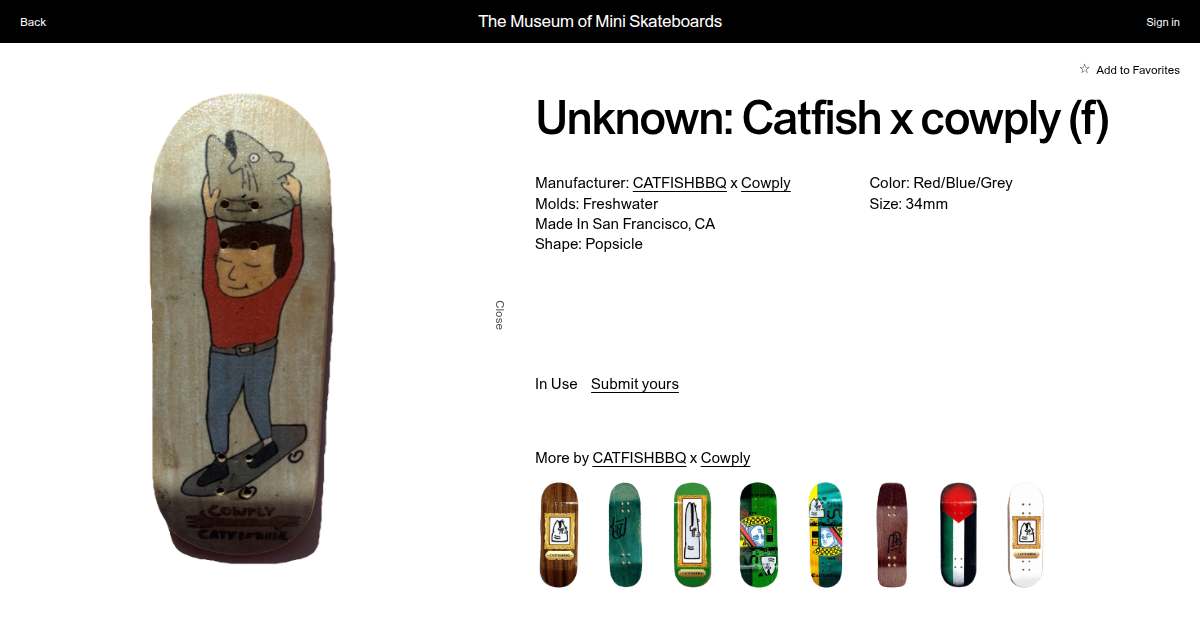 Back
The Museum of Mini Skateboards
Sign in
☆ Add to Favorites
Unknown: Catfish x cowply (f)
Manufacturer: CATFISHBBQ x Cowply
Molds: Freshwater
Made In San Francisco, CA
Shape: Popsicle
Color: Red/Blue/Grey
Size: 34mm
Close
In Use Submit yours
More by CATFISHBBQ x Cowply
COWPLY